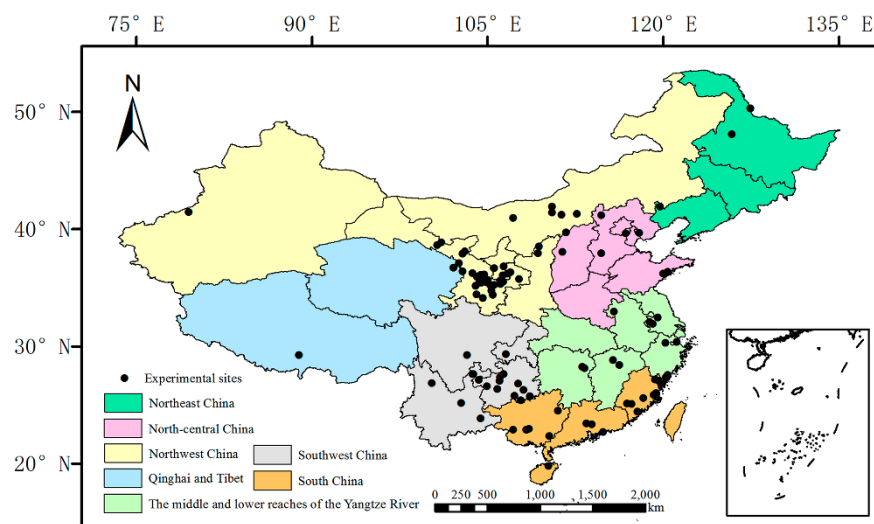 75° E 90° E 105° E 120° E 135° E
N
50° N
40° N
30° N
20° N
Experimental sites
Northeast China
North-central China
Northwest China
Southwest China
Qinghai and Tibet
South China
The middle and lower reaches of the Yangtze River
0 250 500 1,000 1,500 2,000
km